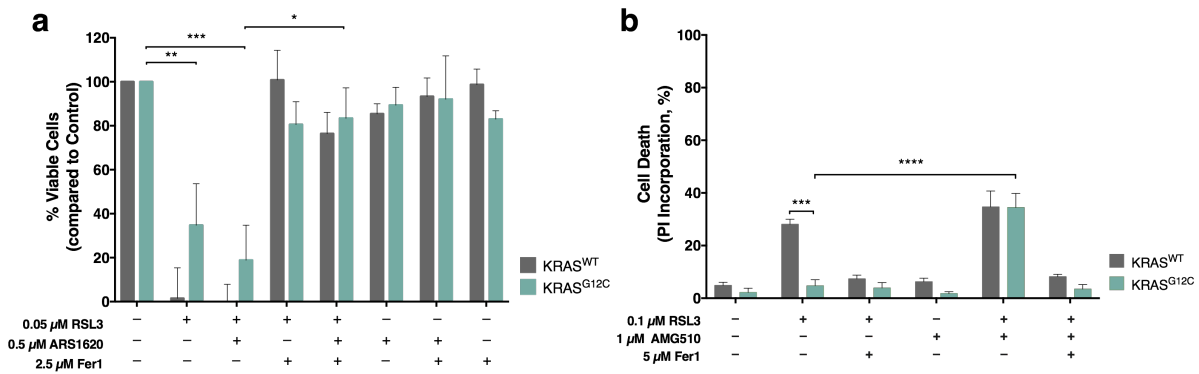 a
% Viable Cells
(compared to Control)
120
100
80
60
40
20
0
**
***
*
KRASWT
KRASG12C
0.05 μM RSL3 – + + + + – – –
0.5 μM ARS1620 – – + – + + + –
2.5 μM Fer1 – – – + + – + +
b
Cell Death
(PI Incorporation, %)
100
80
60
40
20
0
***
****
KRASWT
KRASG12C
0.1 μM RSL3 – + + – + +
1 μM AMG510 – – – + + +
5 μM Fer1 – – + – – +